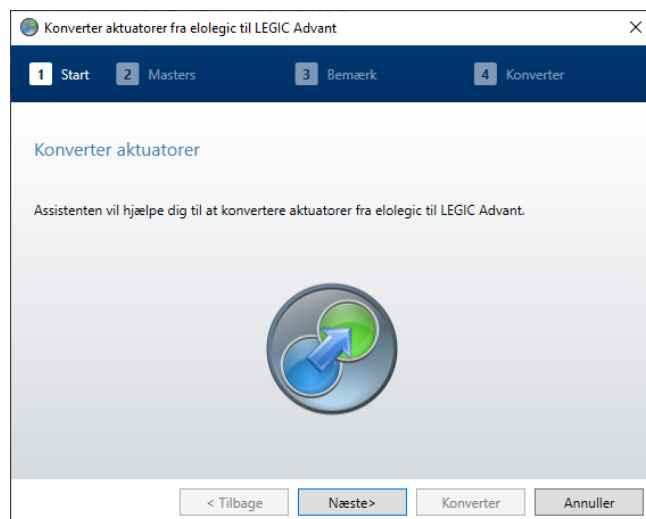 Konverter aktuatorer fra elolegic til LEGIC Advant
1 Start 2 Masters 3 Bemærk 4 Konverter
Konverter aktuatorer
Assistenten vil hjælpe dig til at konvertere aktuatorer fra elolegic til LEGIC Advant.
< Tilbage Næste> Konverter Annuller